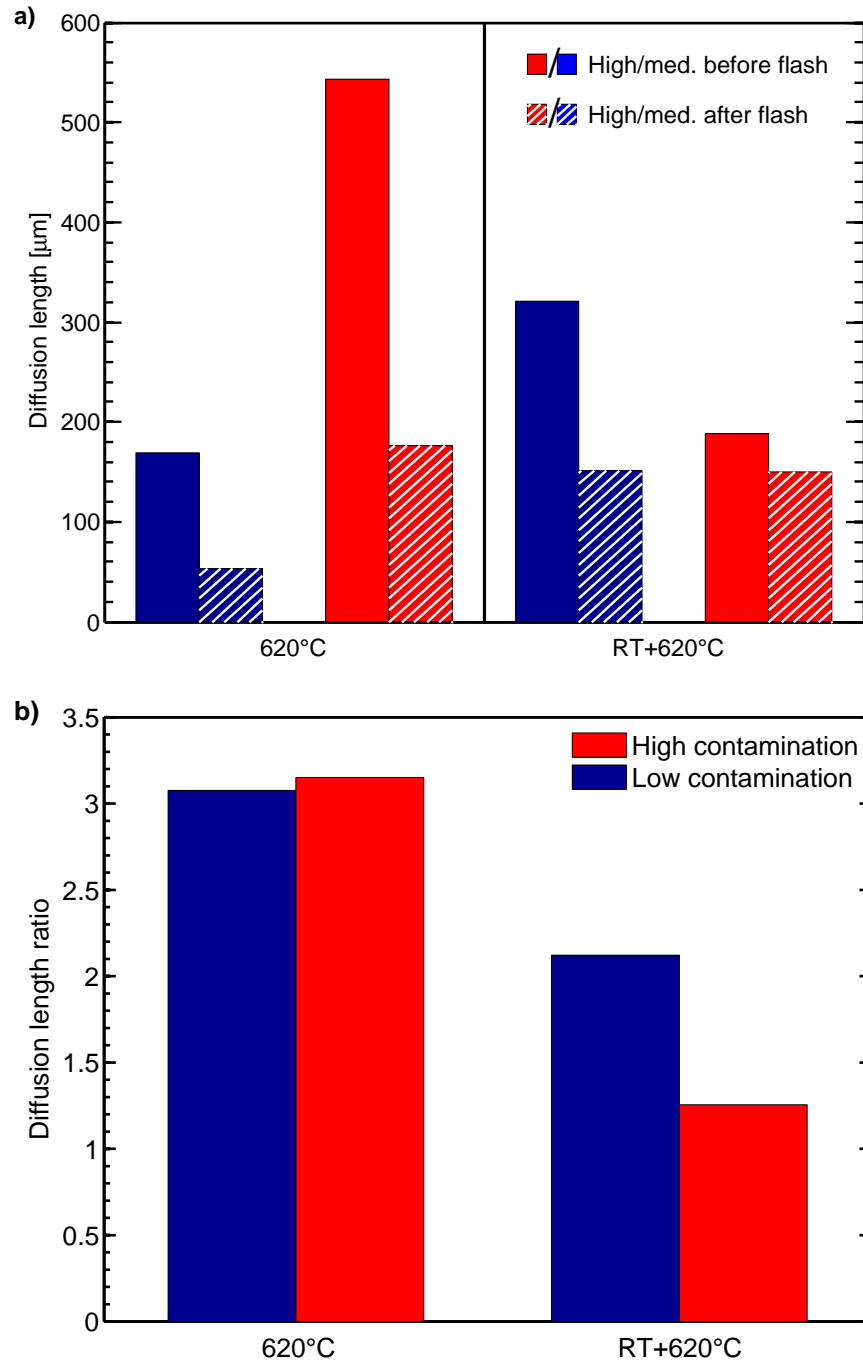 a)
600
500
400
300
200
100
0
Diffusion length [µm]
/ High/med. before flash
/ High/med. after flash
620°C RT+620°C
b)
3.5
3
2.5
2
1.5
1
0.5
0
Diffusion length ratio
High contamination
Low contamination
620°C RT+620°C